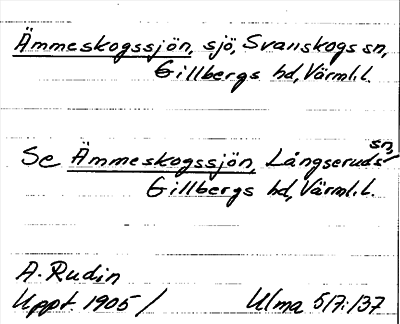 Ämmeskogssjön, sjö, Svanskogs sn,
Gillbergs hd, Värml. l.
Se Ämmeskogssjön, Långseruds sn,
Gillbergs hd, Värml. l.
A. Rudin
Uppt. 1905 / Ulma 517:137